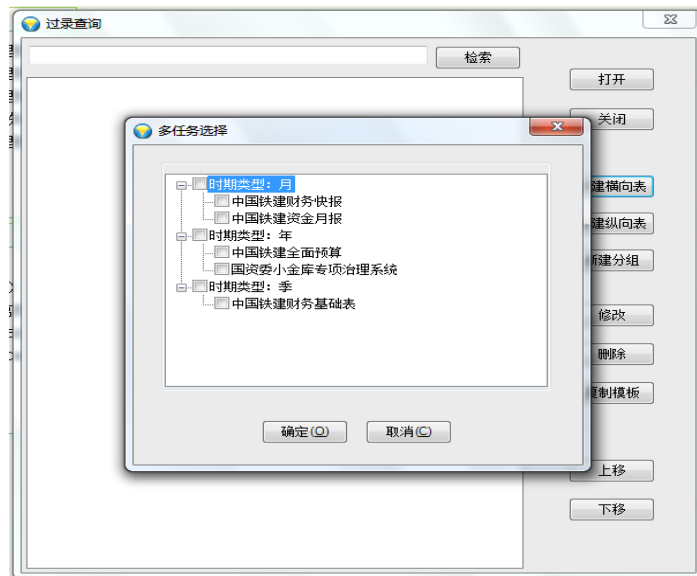 过录查询
检索
打开
关闭
多任务选择
时期类型：月
中国铁建财务快报
中国铁建资金月报
时期类型：年
中国铁建全面预算
国资委小金库专项治理系统
时期类型：季
中国铁建财务基础表
建横向表
建纵向表
新建分组
修改
删除
复制模板
确定(O)
取消(C)
上移
下移